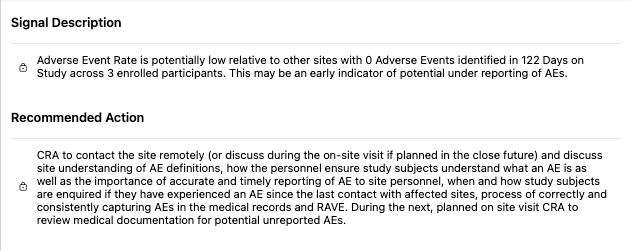 Signal Description
Adverse Event Rate is potentially low relative to other sites with 0 Adverse Events identified in 122 Days on
Study across 3 enrolled participants. This may be an early indicator of potential under reporting of AEs.
Recommended Action
CRA to contact the site remotely (or discuss during the on-site visit if planned in the close future) and discuss
site understanding of AE definitions, how the personnel ensure study subjects understand what an AE is as
well as the importance of accurate and timely reporting of AE to site personnel, when and how study subjects
are enquired if they have experienced an AE since the last contact with affected sites, process of correctly and
consistently capturing AEs in the medical records and RAVE. During the next, planned on site visit CRA to
review medical documentation for potential unreported AEs.